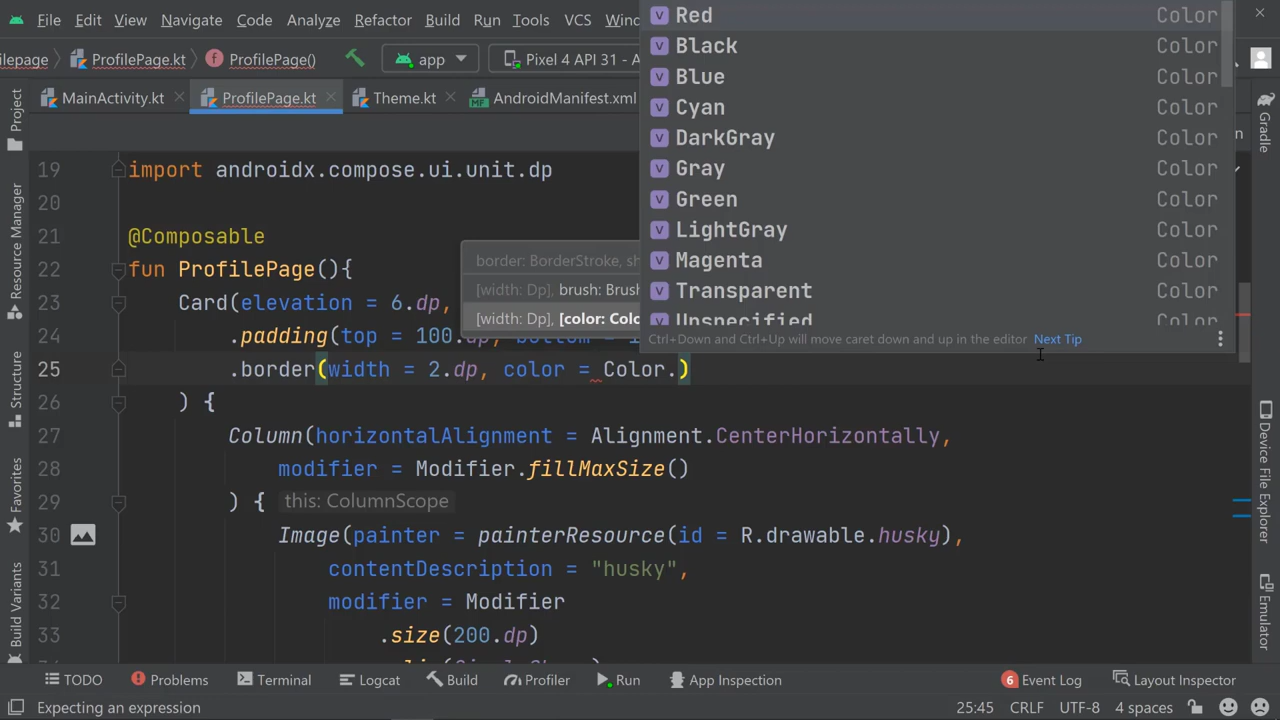 File Edit View Navigate Code Analyze Refactor Build Run Tools VCS
ProfilePage.kt ProfilePage() app Pixel 4 API 31
MainActivity.kt ProfilePage.kt Theme.kt AndroidManifest.xml
Project
Resource Manager
Structure
Favorites
Build Variants
Red Color
Black Color
Blue Color
Cyan Color
DarkGray Color
Gray Color
Green Color
LightGray Color
Magenta Color
Transparent Color
Unspecified Color
Ctrl+Down and Ctrl+Up will move caret down and up in the editor Next Tip
border: BorderStroke,
[width: Dp], brush: Brush
[width: Dp],
19 import androidx.compose.ui.unit.dp
20
21 @Composable
22 fun ProfilePage(){
23 Card(elevation = 6.dp,
24 .padding(top = 100.dp, bottom =
25 .border(width = 2.dp, color = Color.)
26 ) {
27 Column(horizontalAlignment = Alignment.CenterHorizontally,
28 modifier = Modifier.fillMaxSize()
29 ) { this: ColumnScope
30 Image(painter = painterResource(id = R.drawable.husky),
31 contentDescription = "husky",
32 modifier = Modifier
33 .size(200.dp)
Gradle
Device File Explorer
Emulator
TODO Problems Terminal Logcat Build Profiler Run App Inspection 6 Event Log Layout Inspector
Expecting an expression 25:45 CRLF UTF-8 4 spaces